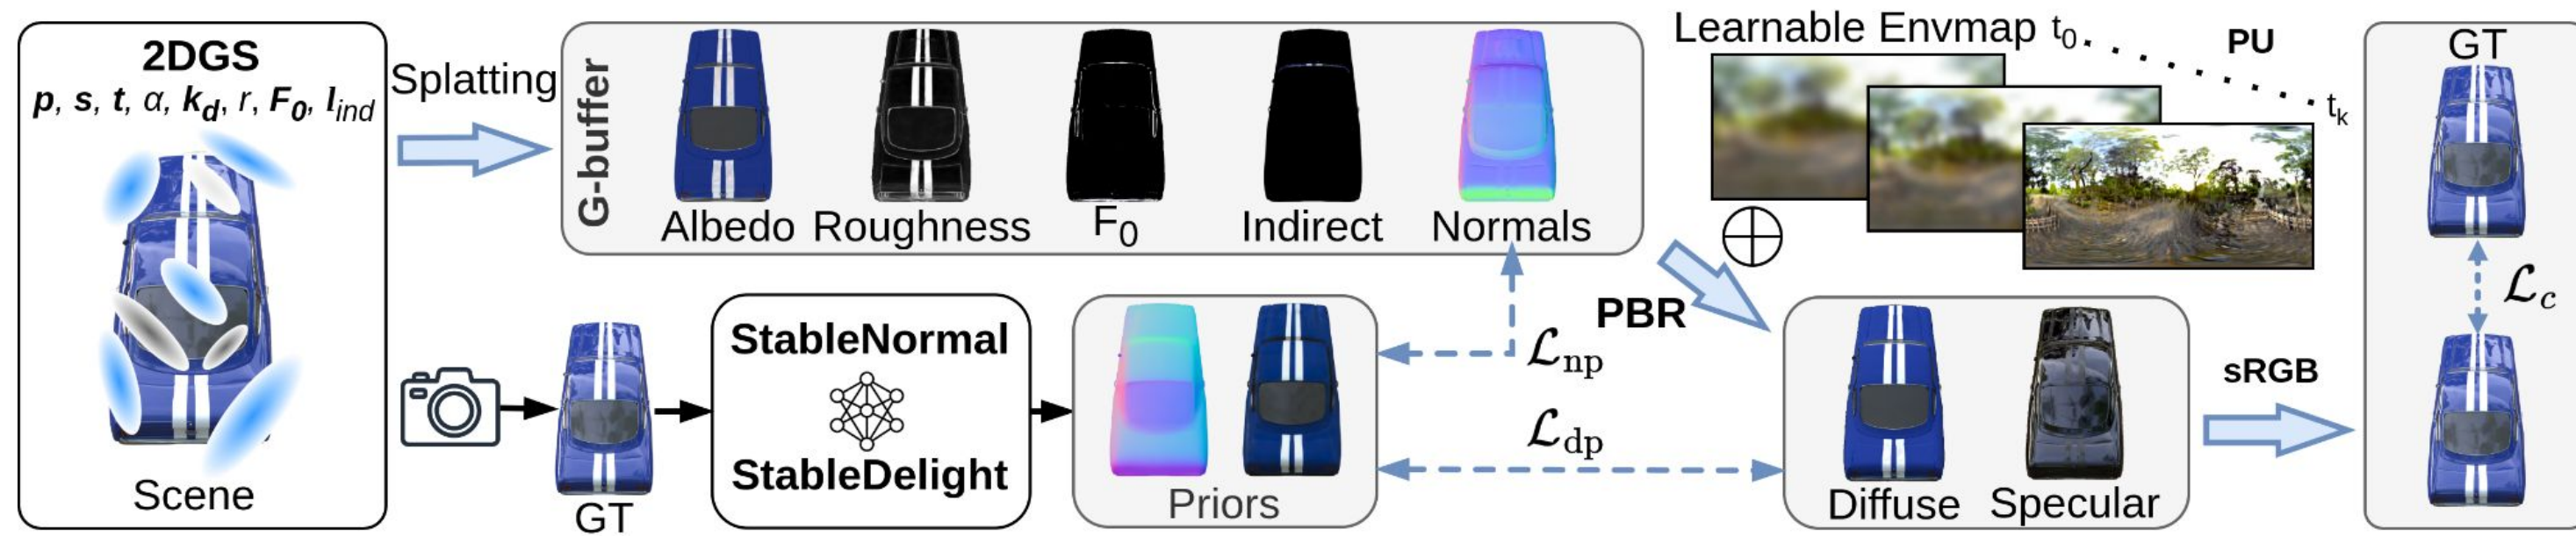 2DGS
p, s, t, α, k_d, r, F_0, l_ind
Scene
Splatting
G-buffer
Albedo
Roughness
F_0
Indirect
Normals
Learnable Envmap
t_0
PU
t_k
GT
StableNormal
StableDelight
Priors
ℒ_np
ℒ_dp
PBR
Diffuse
Specular
sRGB
GT
ℒ_c